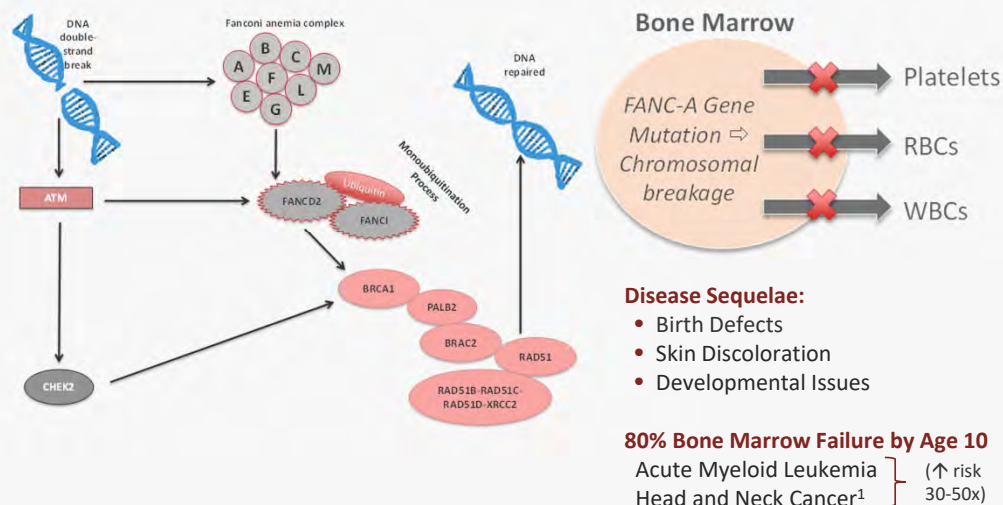 DNA
double-
strand
break
Fanconi anemia complex
A
B
C
M
F
E
L
G
DNA
repaired
ATM
Ubiquitin
Monoubiquitination
Process
FANCD2
FANCI
BRCA1
PALB2
BRAC2
RAD51
CHEK2
RAD51B-RAD51C-
RAD51D-XRCC2
Bone Marrow
FANC-A Gene
Mutation ⇨
Chromosomal
breakage
Platelets
RBCs
WBCs
Disease Sequelae:
• Birth Defects
• Skin Discoloration
• Developmental Issues
80% Bone Marrow Failure by Age 10
Acute Myeloid Leukemia
Head and Neck Cancer¹
(↑ risk
30-50x)